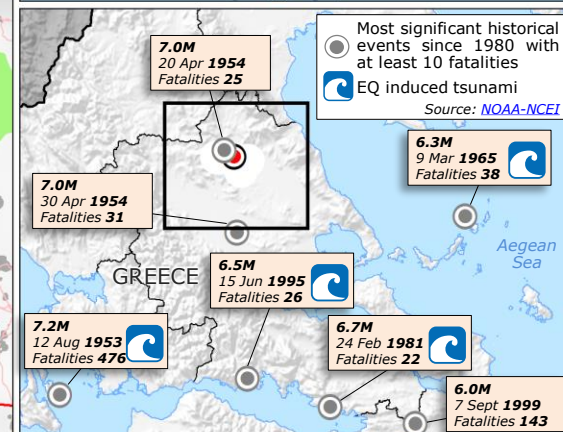 Most significant historical
events since 1980 with
at least 10 fatalities
EQ induced tsunami
Source: NOAA-NCEI
7.0M
20 Apr 1954
Fatalities 25
6.3M
9 Mar 1965
Fatalities 38
7.0M
30 Apr 1954
Fatalities 31
Aegean
Sea
GREECE
6.5M
15 Jun 1995
Fatalities 26
7.2M
12 Aug 1953
Fatalities 476
6.7M
24 Feb 1981
Fatalities 22
6.0M
7 Sept 1999
Fatalities 143